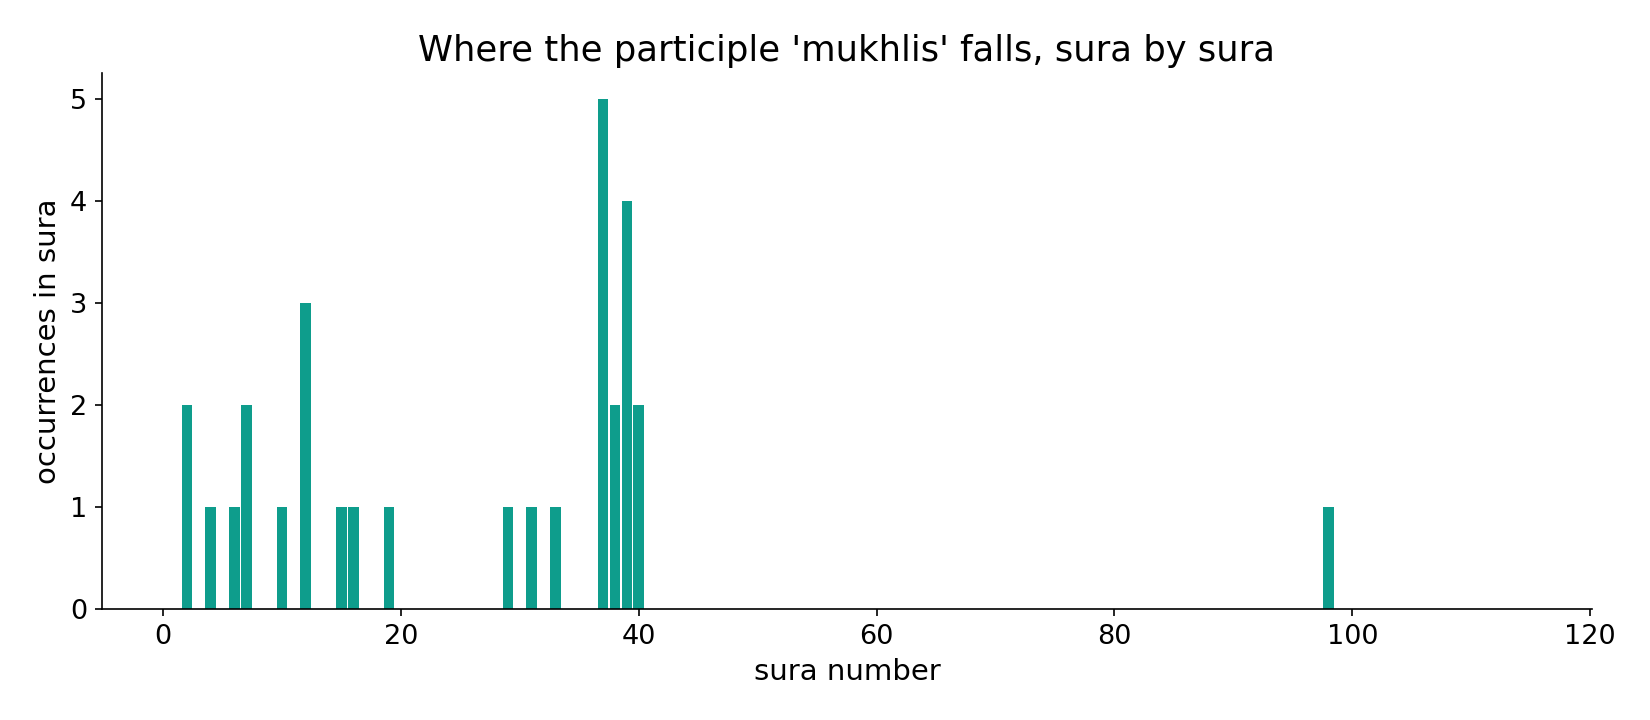 Where the participle 'mukhlis' falls, sura by sura
occurrences in sura
5
4
3
2
1
0
0 20 40 60 80 100 120
sura number